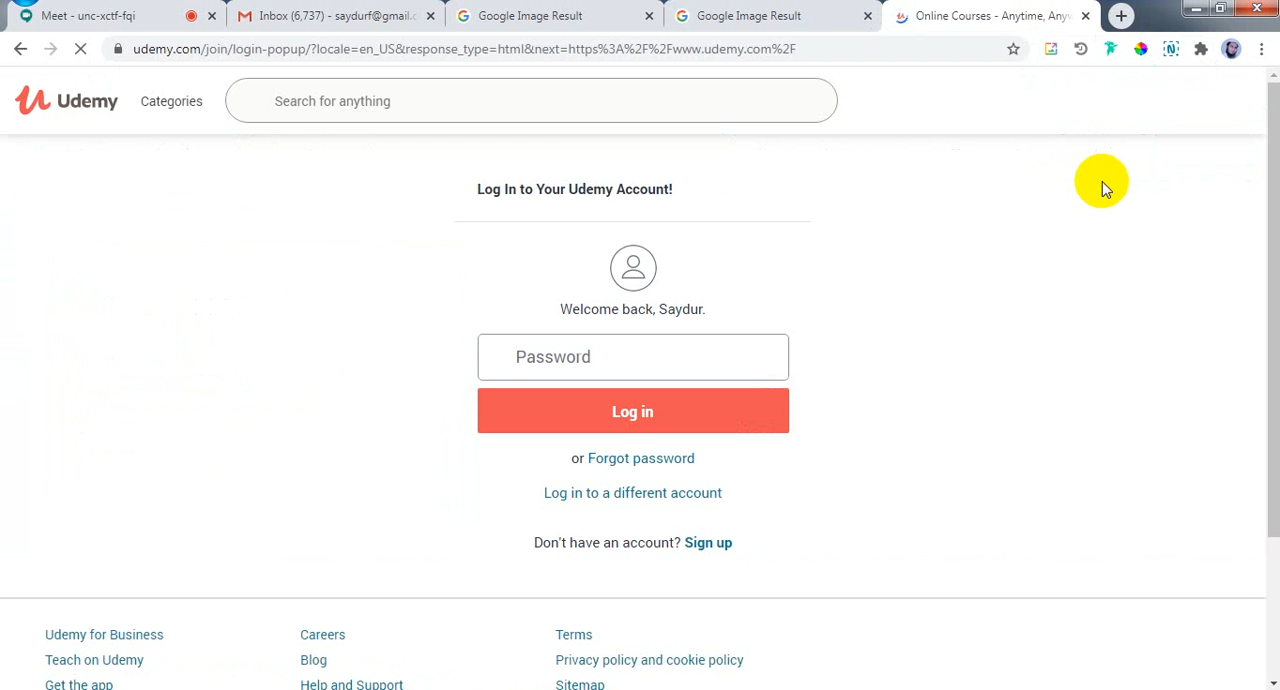 Meet - unc-xctf-fqi
Inbox (6,737) - saydurf@gmail.c
Google Image Result
Google Image Result
Online Courses - Anytime, Anyw
udemy.com/join/login-popup/?locale=en_US&response_type=html&next=https%3A%2F%2Fwww.udemy.com%2F
Udemy
Categories
Search for anything
Log In to Your Udemy Account!
Welcome back, Saydur.
Password
Log in
or Forgot password
Log in to a different account
Don't have an account? Sign up
Udemy for Business
Careers
Terms
Teach on Udemy
Blog
Privacy policy and cookie policy
Get the app
Help and Support
Sitemap